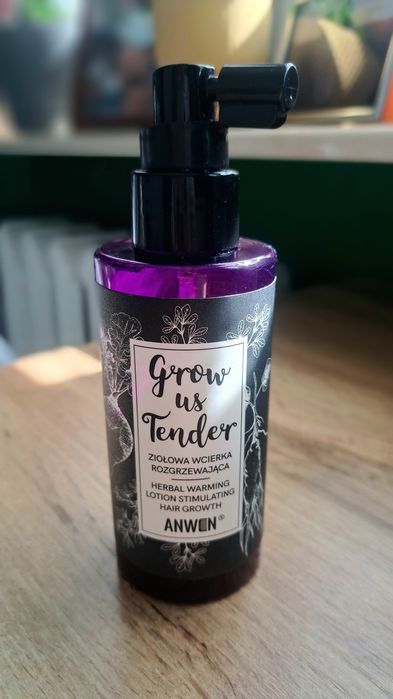 Grow
us
Tender
ZIOŁOWA WCIERKA
ROZGRZEWAJĄCA
HERBAL WARMING
LOTION STIMULATING
HAIR GROWTH
ANWEN®